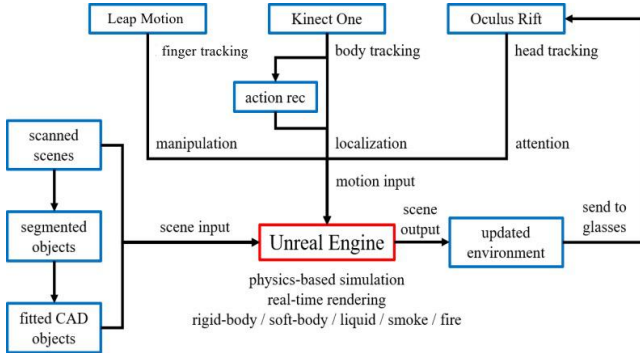 Leap Motion
Kinect One
Oculus Rift
finger tracking
body tracking
head tracking
action rec
scanned
scenes
manipulation
localization
attention
motion input
segmented
objects
scene input
Unreal Engine
scene
output
updated
environment
send to
glasses
physics-based simulation
real-time rendering
rigid-body / soft-body / liquid / smoke / fire
fitted CAD
objects